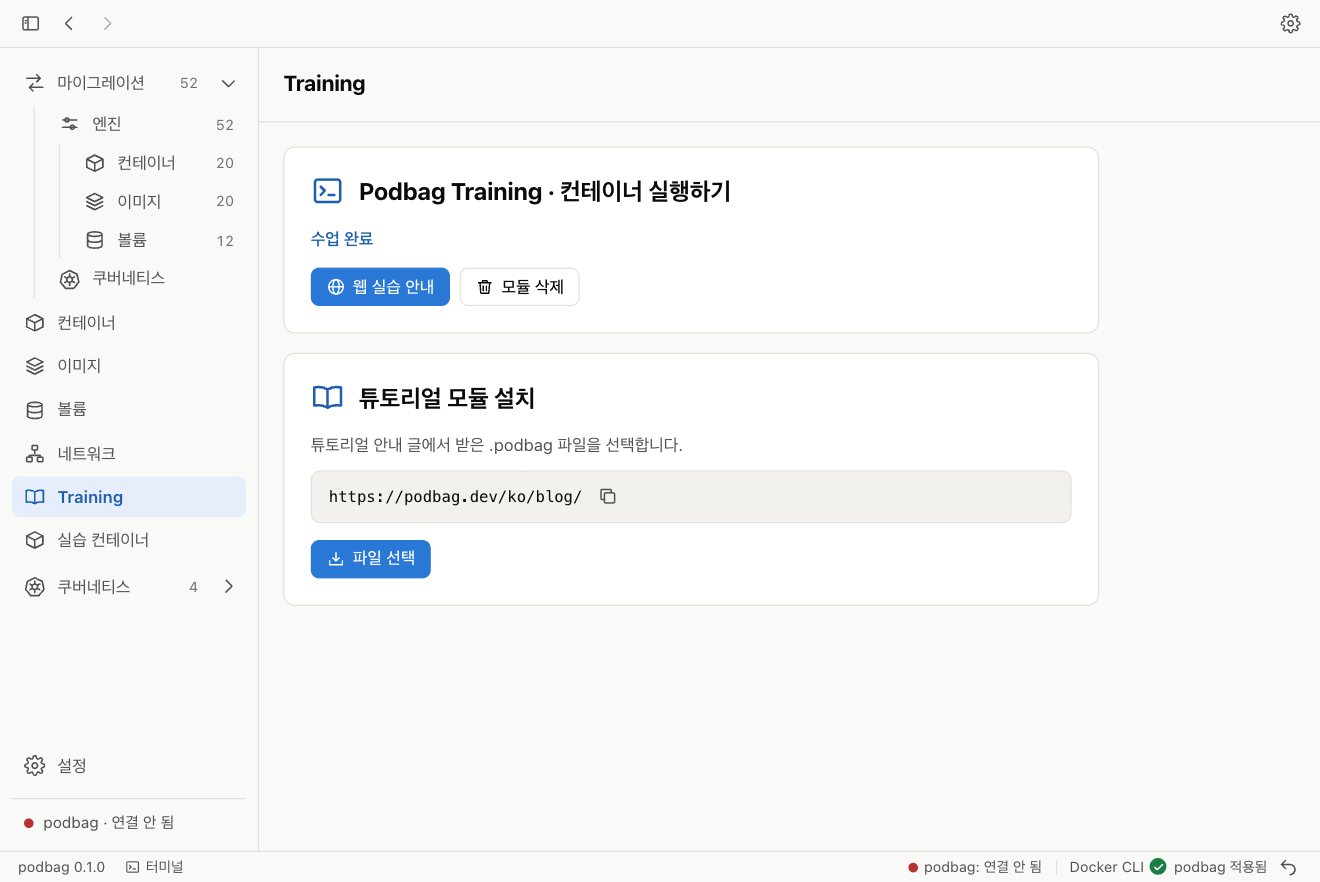 마이그레이션 52
엔진 52
컨테이너 20
이미지 20
볼륨 12
쿠버네티스
컨테이너
이미지
볼륨
네트워크
Training
실습 컨테이너
쿠버네티스 4
설정
podbag · 연결 안 됨
Training
Podbag Training · 컨테이너 실행하기
수업 완료
웹 실습 안내 모듈 삭제
튜토리얼 모듈 설치
튜토리얼 안내 글에서 받은 .podbag 파일을 선택합니다.
https://podbag.dev/ko/blog/
파일 선택
podbag 0.1.0 터미널 podbag: 연결 안 됨 Docker CLI podbag 적용됨